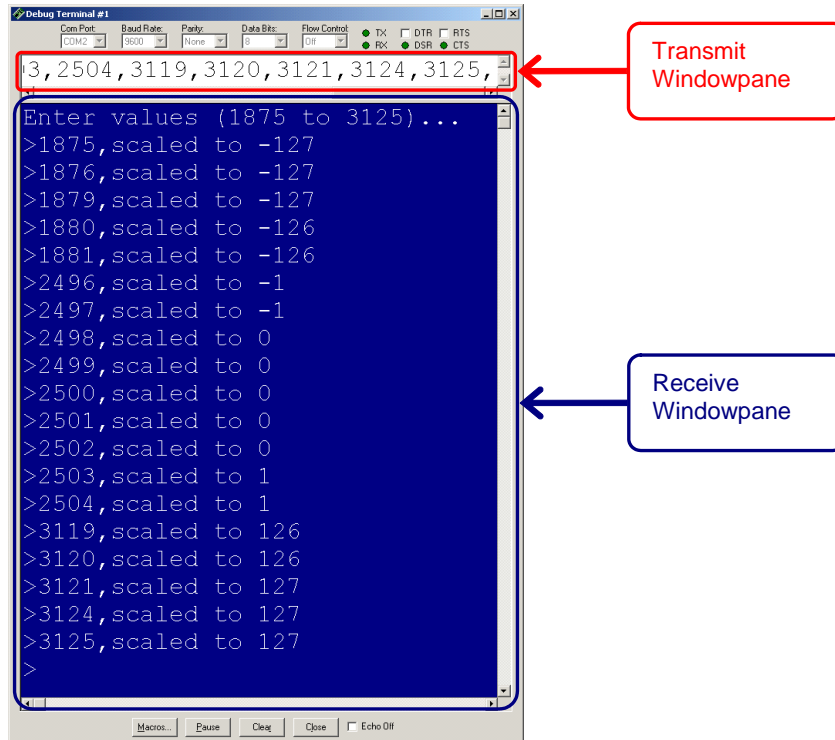 Debug Terminal #1
Com Port: Baud Rate: Parity: Data Bits: Flow Control: TX DTR RTS
COM2 9600 None 8 Off RX DSR CTS
3,2504,3119,3120,3121,3124,3125,
Transmit
Windowpane
Enter values (1875 to 3125)...
>1875,scaled to -127
>1876,scaled to -127
>1879,scaled to -127
>1880,scaled to -126
>1881,scaled to -126
>2496,scaled to -1
>2497,scaled to -1
>2498,scaled to 0
>2499,scaled to 0
>2500,scaled to 0
>2501,scaled to 0
>2502,scaled to 0
>2503,scaled to 1
>2504,scaled to 1
>3119,scaled to 126
>3120,scaled to 126
>3121,scaled to 127
>3124,scaled to 127
>3125,scaled to 127
>
Receive
Windowpane
Macros... Pause Clear Close Echo Off